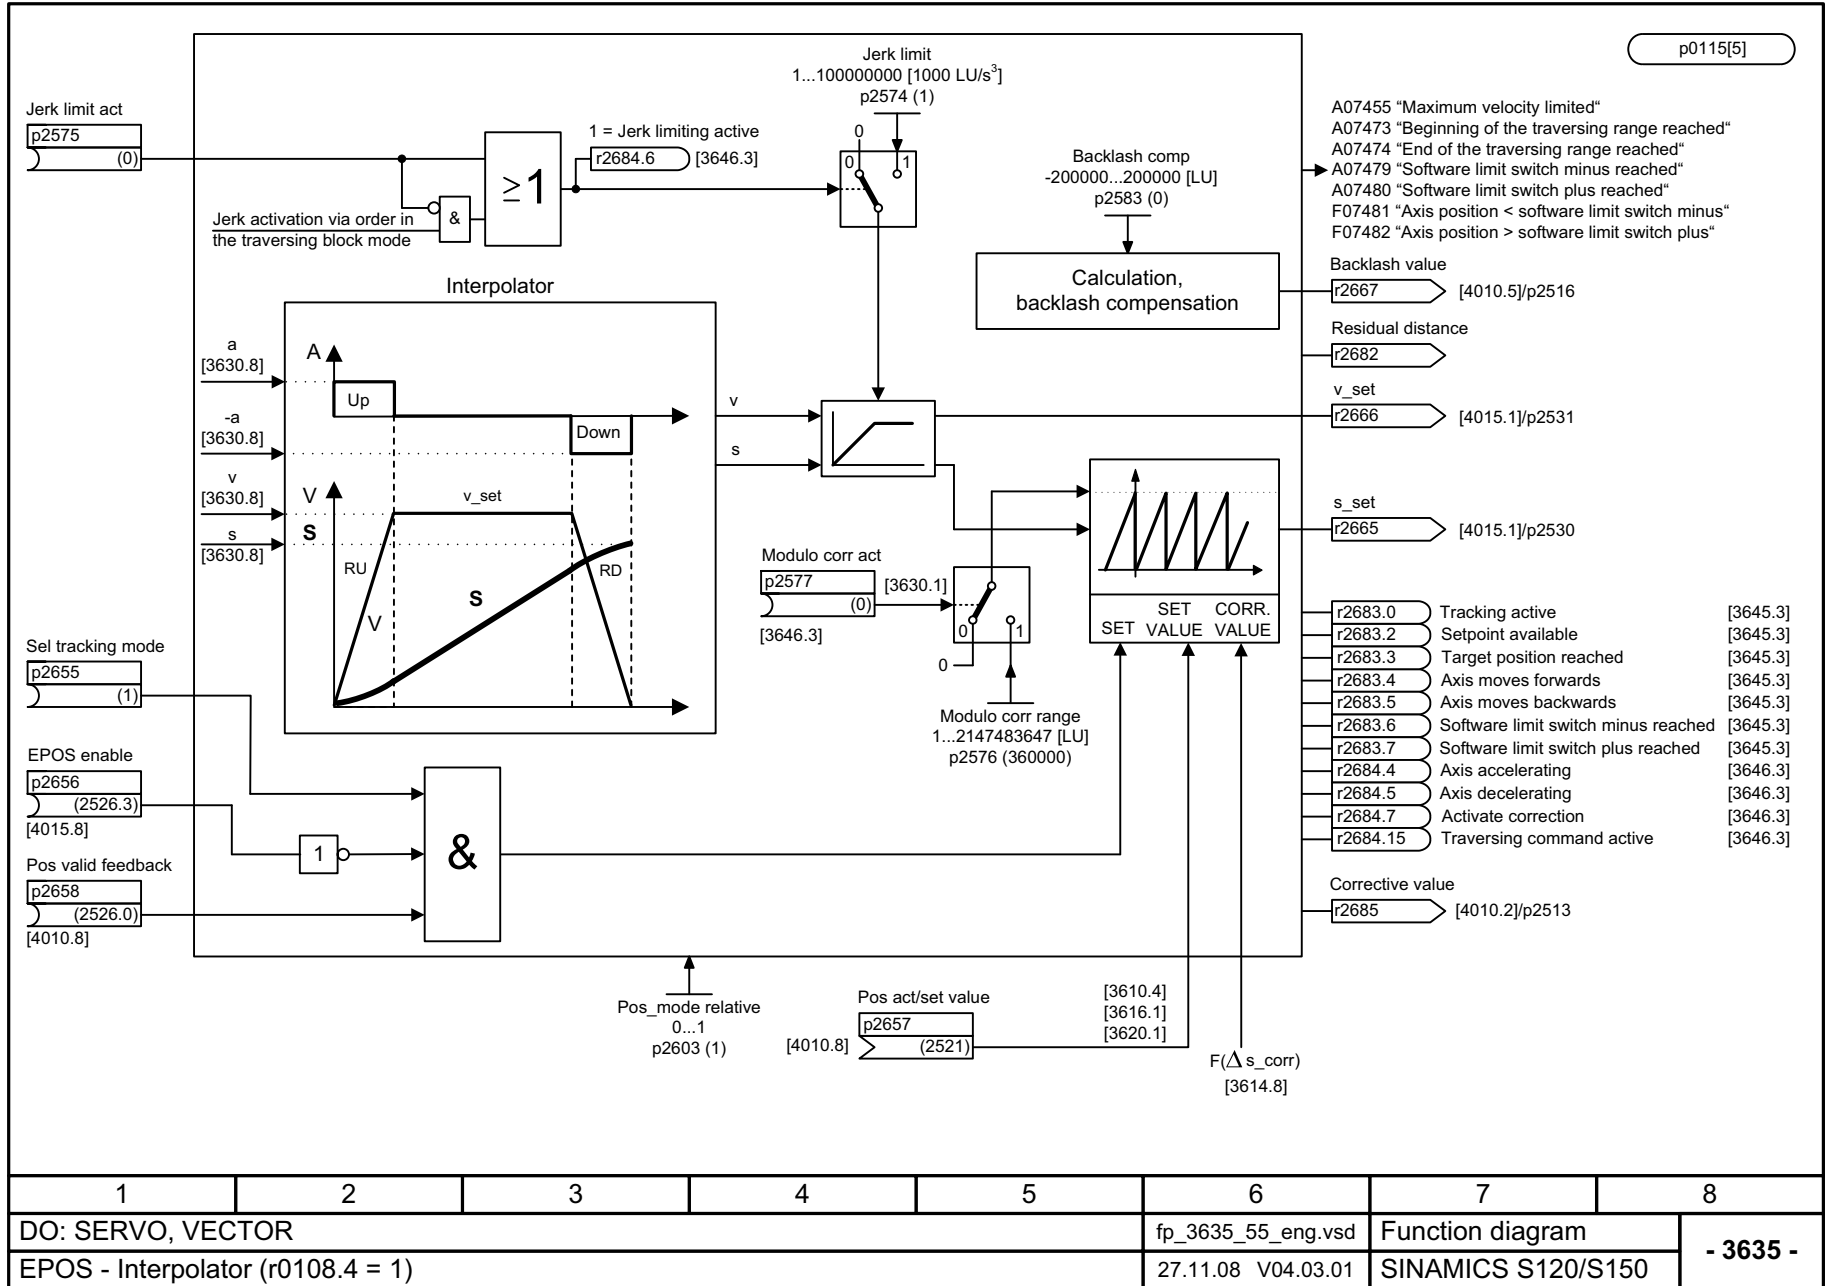 p0115[5]
Jerk limit
1...100000000 [1000 LU/s³]
p2574 (1)
0
0 1
Jerk limit act
p2575
(0)
Jerk activation via order in
the traversing block mode
&
≥1
1 = Jerk limiting active
r2684.6 [3646.3]
Backlash comp
-200000...200000 [LU]
p2583 (0)
Calculation,
backlash compensation
A07455 “Maximum velocity limited“
A07473 “Beginning of the traversing range reached“
A07474 “End of the traversing range reached“
A07479 “Software limit switch minus reached“
A07480 “Software limit switch plus reached“
F07481 “Axis position < software limit switch minus“
F07482 “Axis position > software limit switch plus“
Backlash value
r2667 [4010.5]/p2516
Residual distance
r2682
v_set
r2666 [4015.1]/p2531
s_set
r2665 [4015.1]/p2530
Interpolator
a
[3630.8]
-a
[3630.8]
v
[3630.8]
s
[3630.8]
A
Up
Down
V
S
v_set
RU
V
S
RD
v
s
Modulo corr act
p2577
(0)
[3646.3]
[3630.1]
0 1
0
Modulo corr range
1...2147483647 [LU]
p2576 (360000)
SET
SET
VALUE
CORR.
VALUE
r2683.0 Tracking active [3645.3]
r2683.2 Setpoint available [3645.3]
r2683.3 Target position reached [3645.3]
r2683.4 Axis moves forwards [3645.3]
r2683.5 Axis moves backwards [3645.3]
r2683.6 Software limit switch minus reached [3645.3]
r2683.7 Software limit switch plus reached [3645.3]
r2684.4 Axis accelerating [3646.3]
r2684.5 Axis decelerating [3646.3]
r2684.7 Activate correction [3646.3]
r2684.15 Traversing command active [3646.3]
Corrective value
r2685 [4010.2]/p2513
Sel tracking mode
p2655
(1)
EPOS enable
p2656
(2526.3)
[4015.8]
Pos valid feedback
p2658
(2526.0)
[4010.8]
1
&
Pos_mode relative
0...1
p2603 (1)
Pos act/set value
p2657
[4010.8] (2521)
[3610.4]
[3616.1]
[3620.1]
F(Δ s_corr)
[3614.8]
1 2 3 4 5 6 7 8
DO: SERVO, VECTOR fp_3635_55_eng.vsd Function diagram
- 3635 -
EPOS - Interpolator (r0108.4 = 1) 27.11.08 V04.03.01 SINAMICS S120/S150